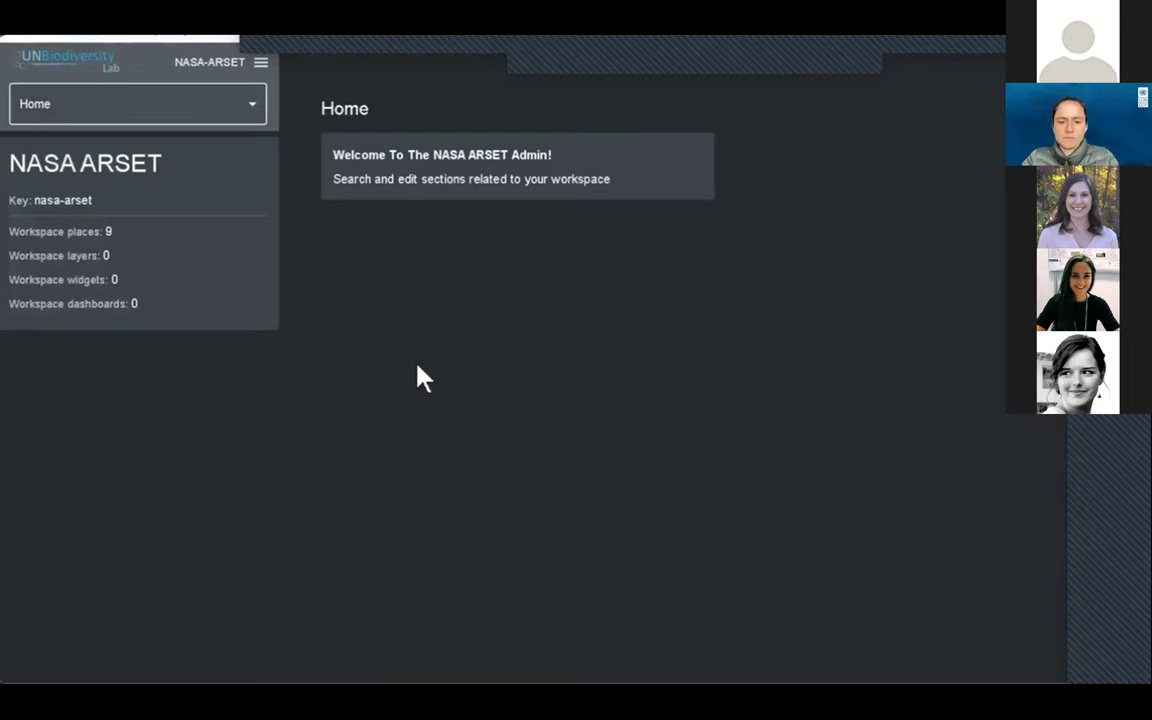 UNBiodiversity
Lab
NASA-ARSET
Home
NASA ARSET
Key: nasa-arset
Workspace places: 9
Workspace layers: 0
Workspace widgets: 0
Workspace dashboards: 0
Home
Welcome To The NASA ARSET Admin!
Search and edit sections related to your workspace